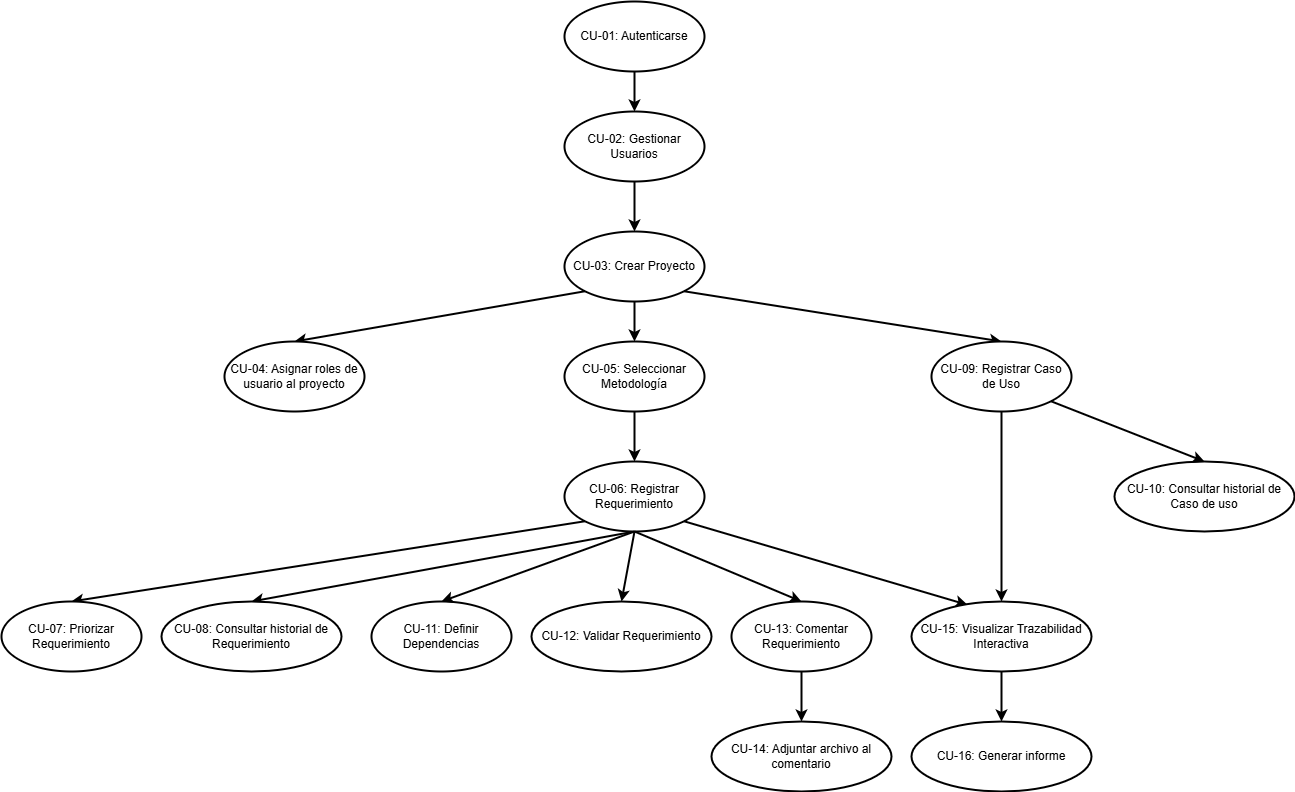 CU-01: Autenticarse
CU-02: Gestionar
Usuarios
CU-03: Crear Proyecto
CU-04: Asignar roles de
usuario al proyecto
CU-05: Seleccionar
Metodología
CU-09: Registrar Caso
de Uso
CU-06: Registrar
Requerimiento
CU-10: Consultar historial de
Caso de uso
CU-07: Priorizar
Requerimiento
CU-08: Consultar historial de
Requerimiento
CU-11: Definir
Dependencias
CU-12: Validar Requerimiento
CU-13: Comentar
Requerimiento
CU-15: Visualizar Trazabilidad
Interactiva
CU-14: Adjuntar archivo al
comentario
CU-16: Generar informe